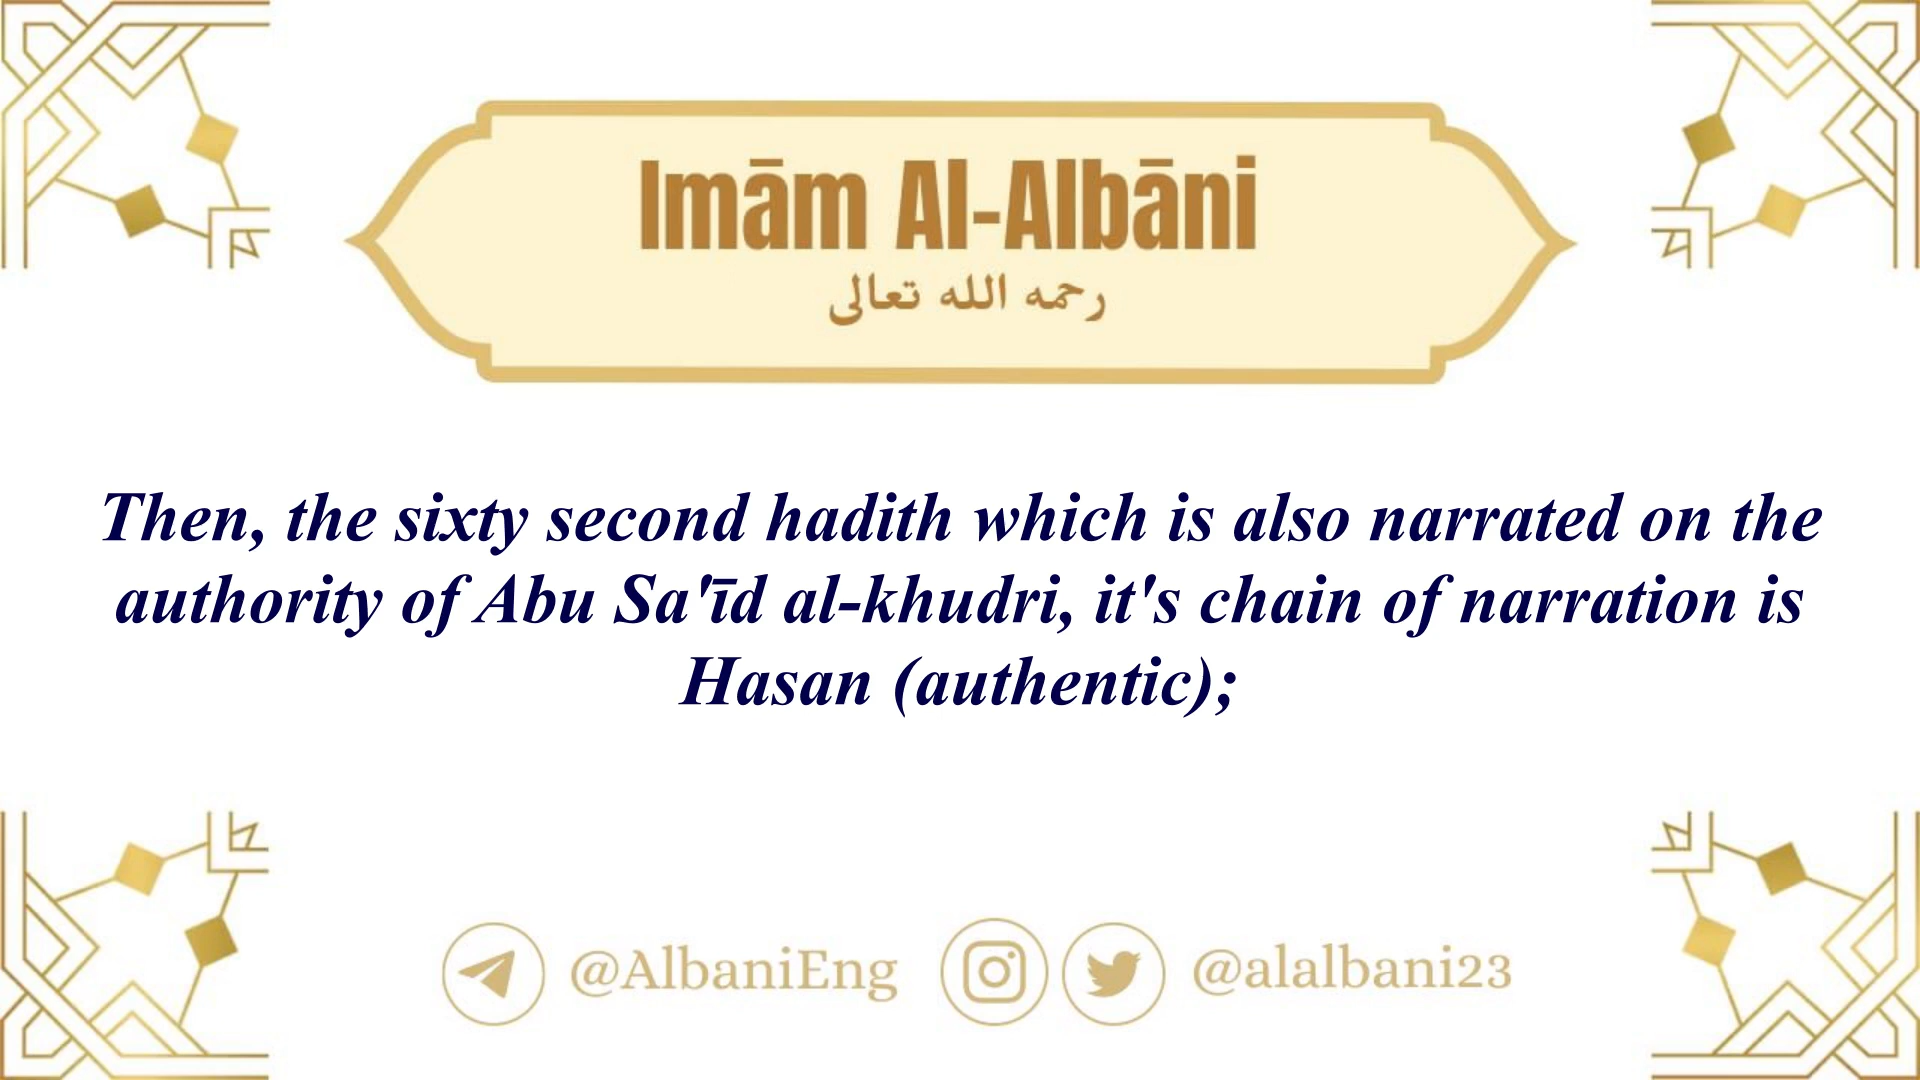 Imām Al-Albāni
رحمه الله تعالى
Then, the sixty second hadith which is also narrated on the
authority of Abu Sa'īd al-khudri, it's chain of narration is
Hasan (authentic);
@AlbaniEng @alalbani23